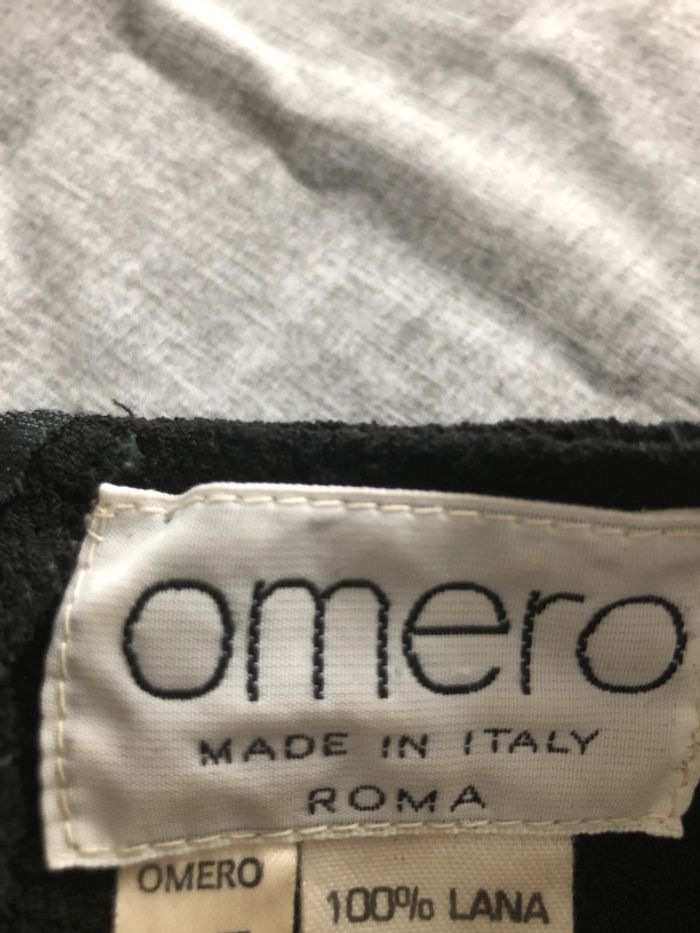 omero
MADE IN ITALY
ROMA
OMERO
100% LANA